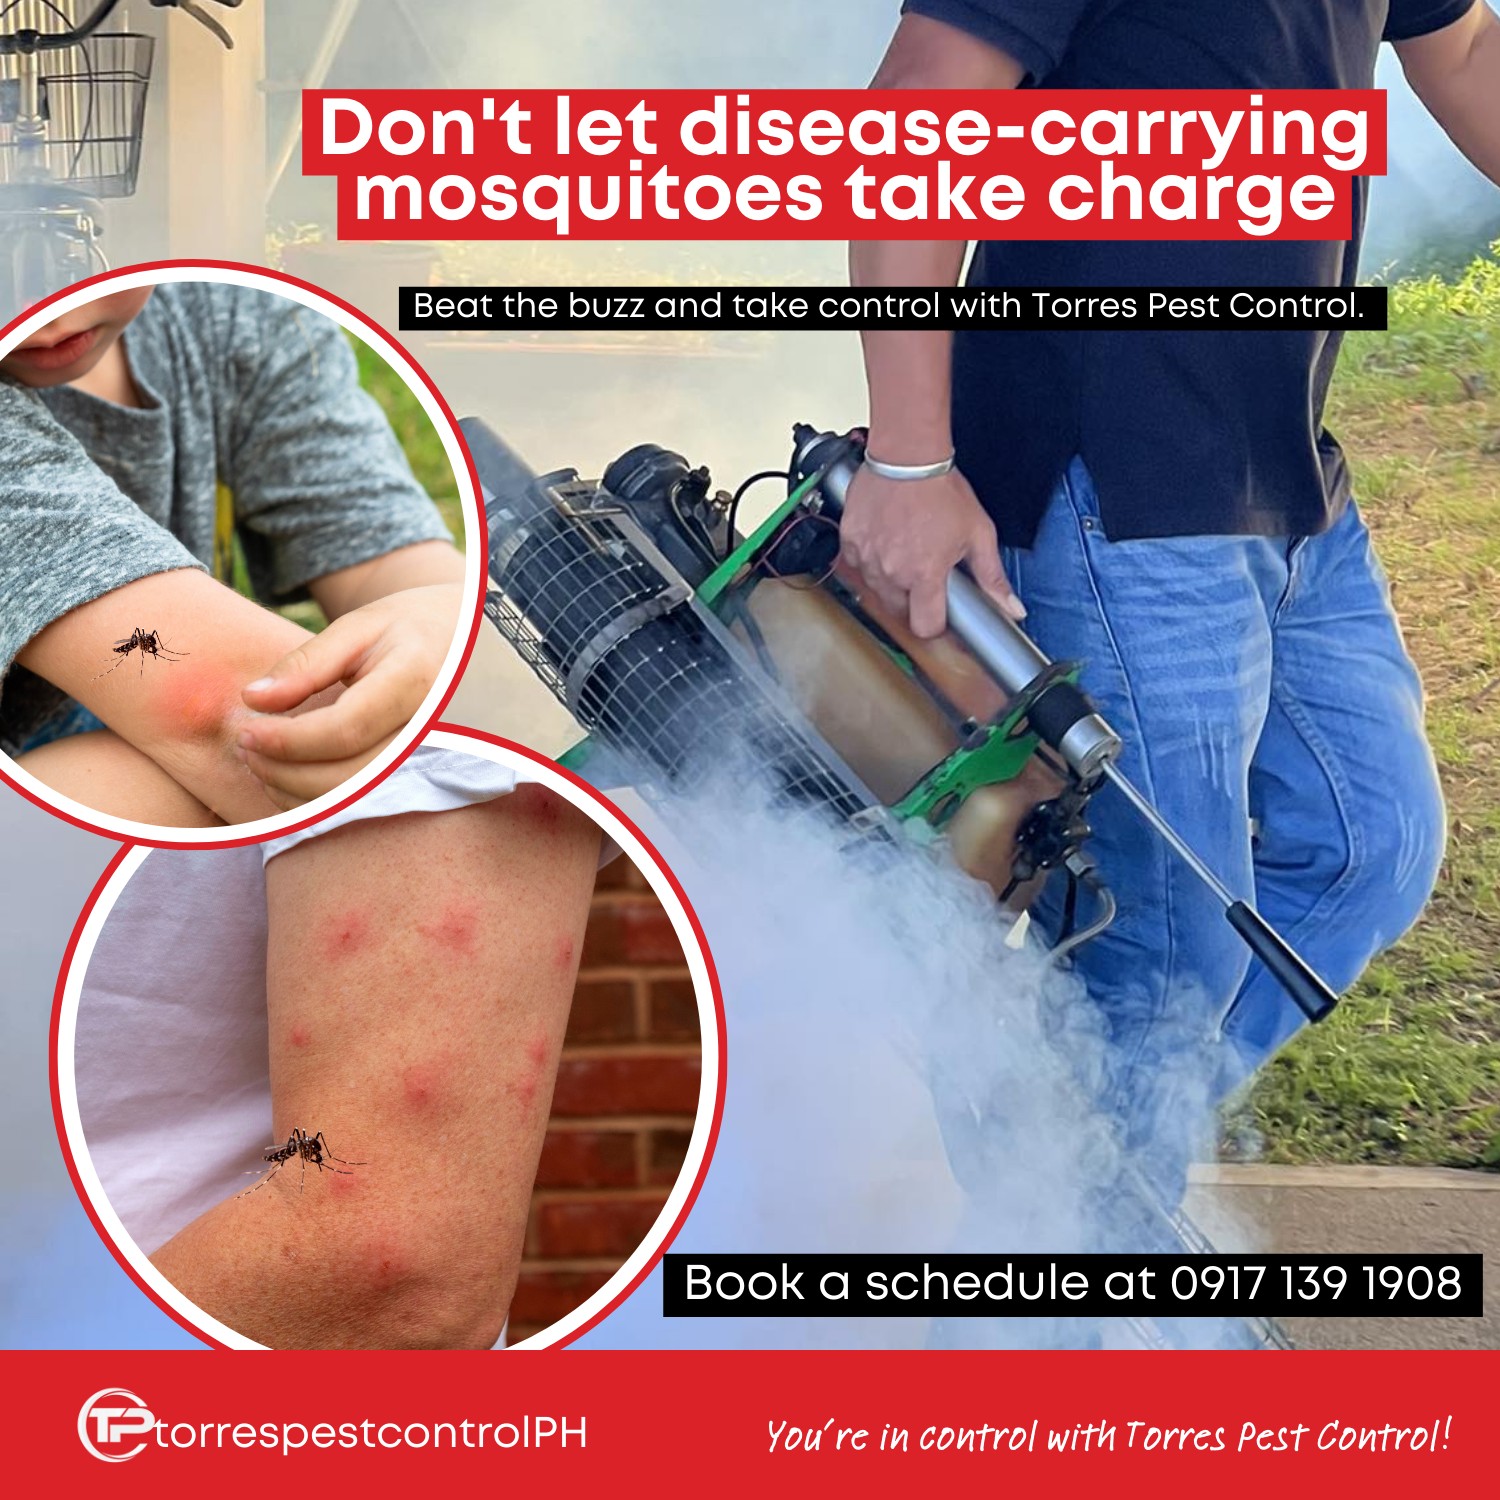 Don't let disease-carrying
mosquitoes take charge
Beat the buzz and take control with Torres Pest Control.
Book a schedule at 0917 139 1908
TP torrespestcontrolPH
You're in control with Torres Pest Control!